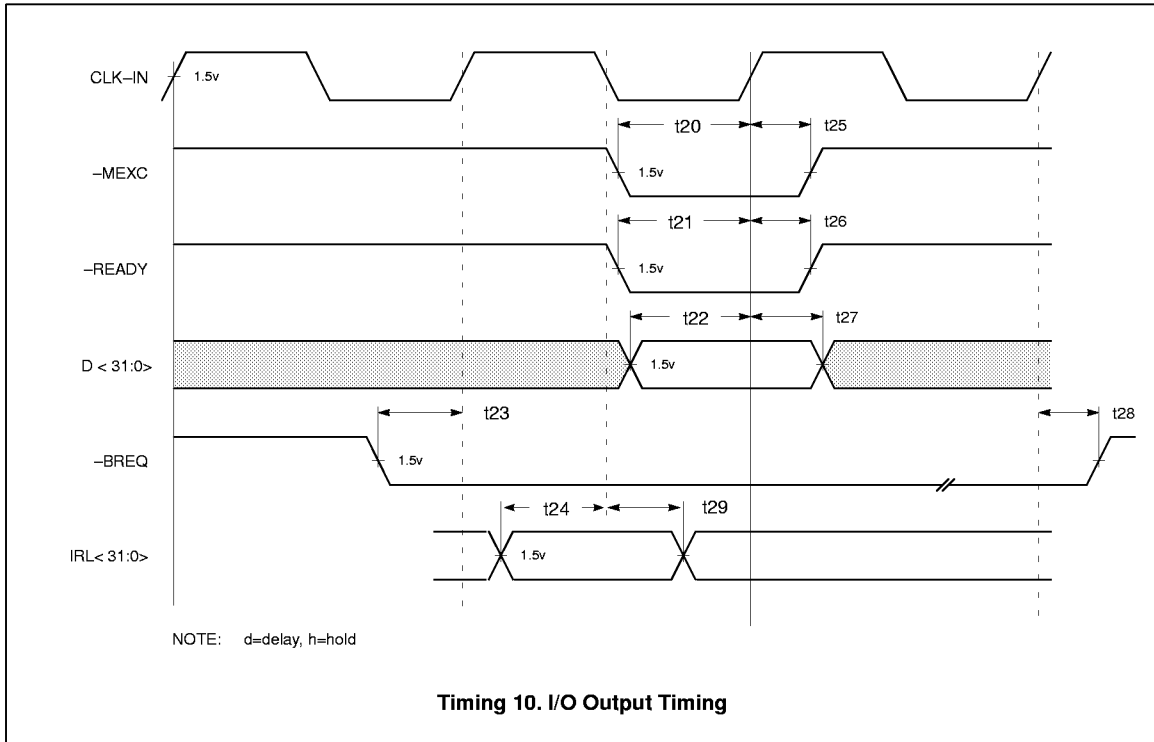 CLK–IN
1.5v
t20
t25
–MEXC
1.5v
t21
t26
–READY
1.5v
t22
t27
D < 31:0>
1.5v
t23
t28
–BREQ
1.5v
t24
t29
IRL< 31:0>
1.5v
NOTE: d=delay, h=hold
Timing 10. I/O Output Timing